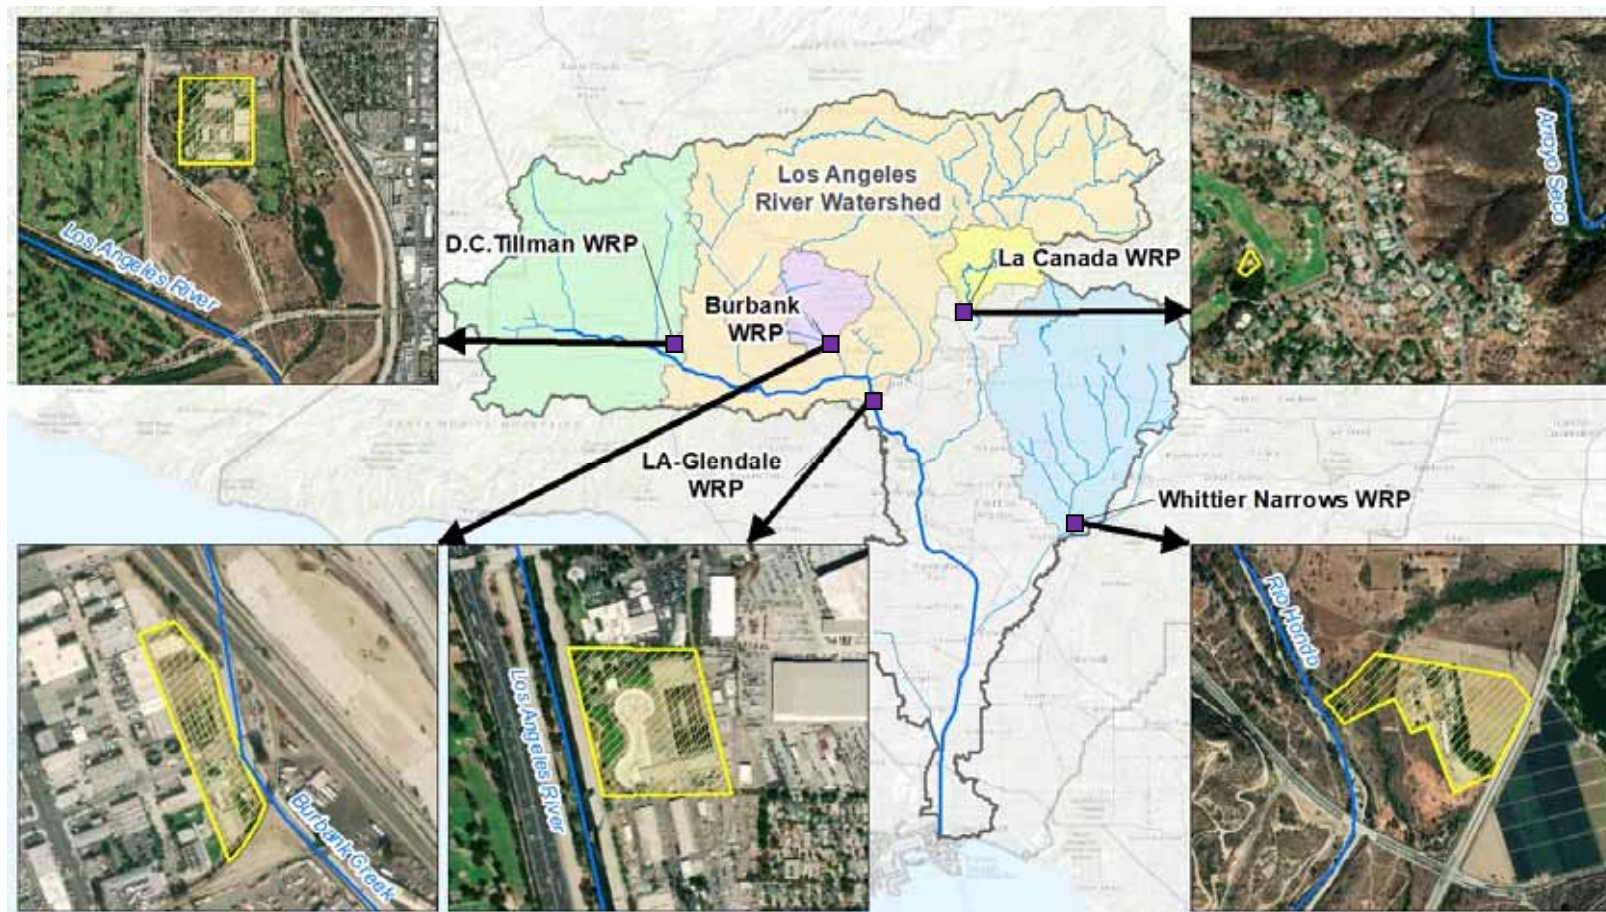 Los Angeles
River Watershed
D.C.Tillman WRP
La Canada WRP
Burbank
WRP
LA-Glendale
WRP
Whittier Narrows WRP
Los Angeles River
Arroyo Seco
Burbank Creek
Los Angeles River
Rio Hondo